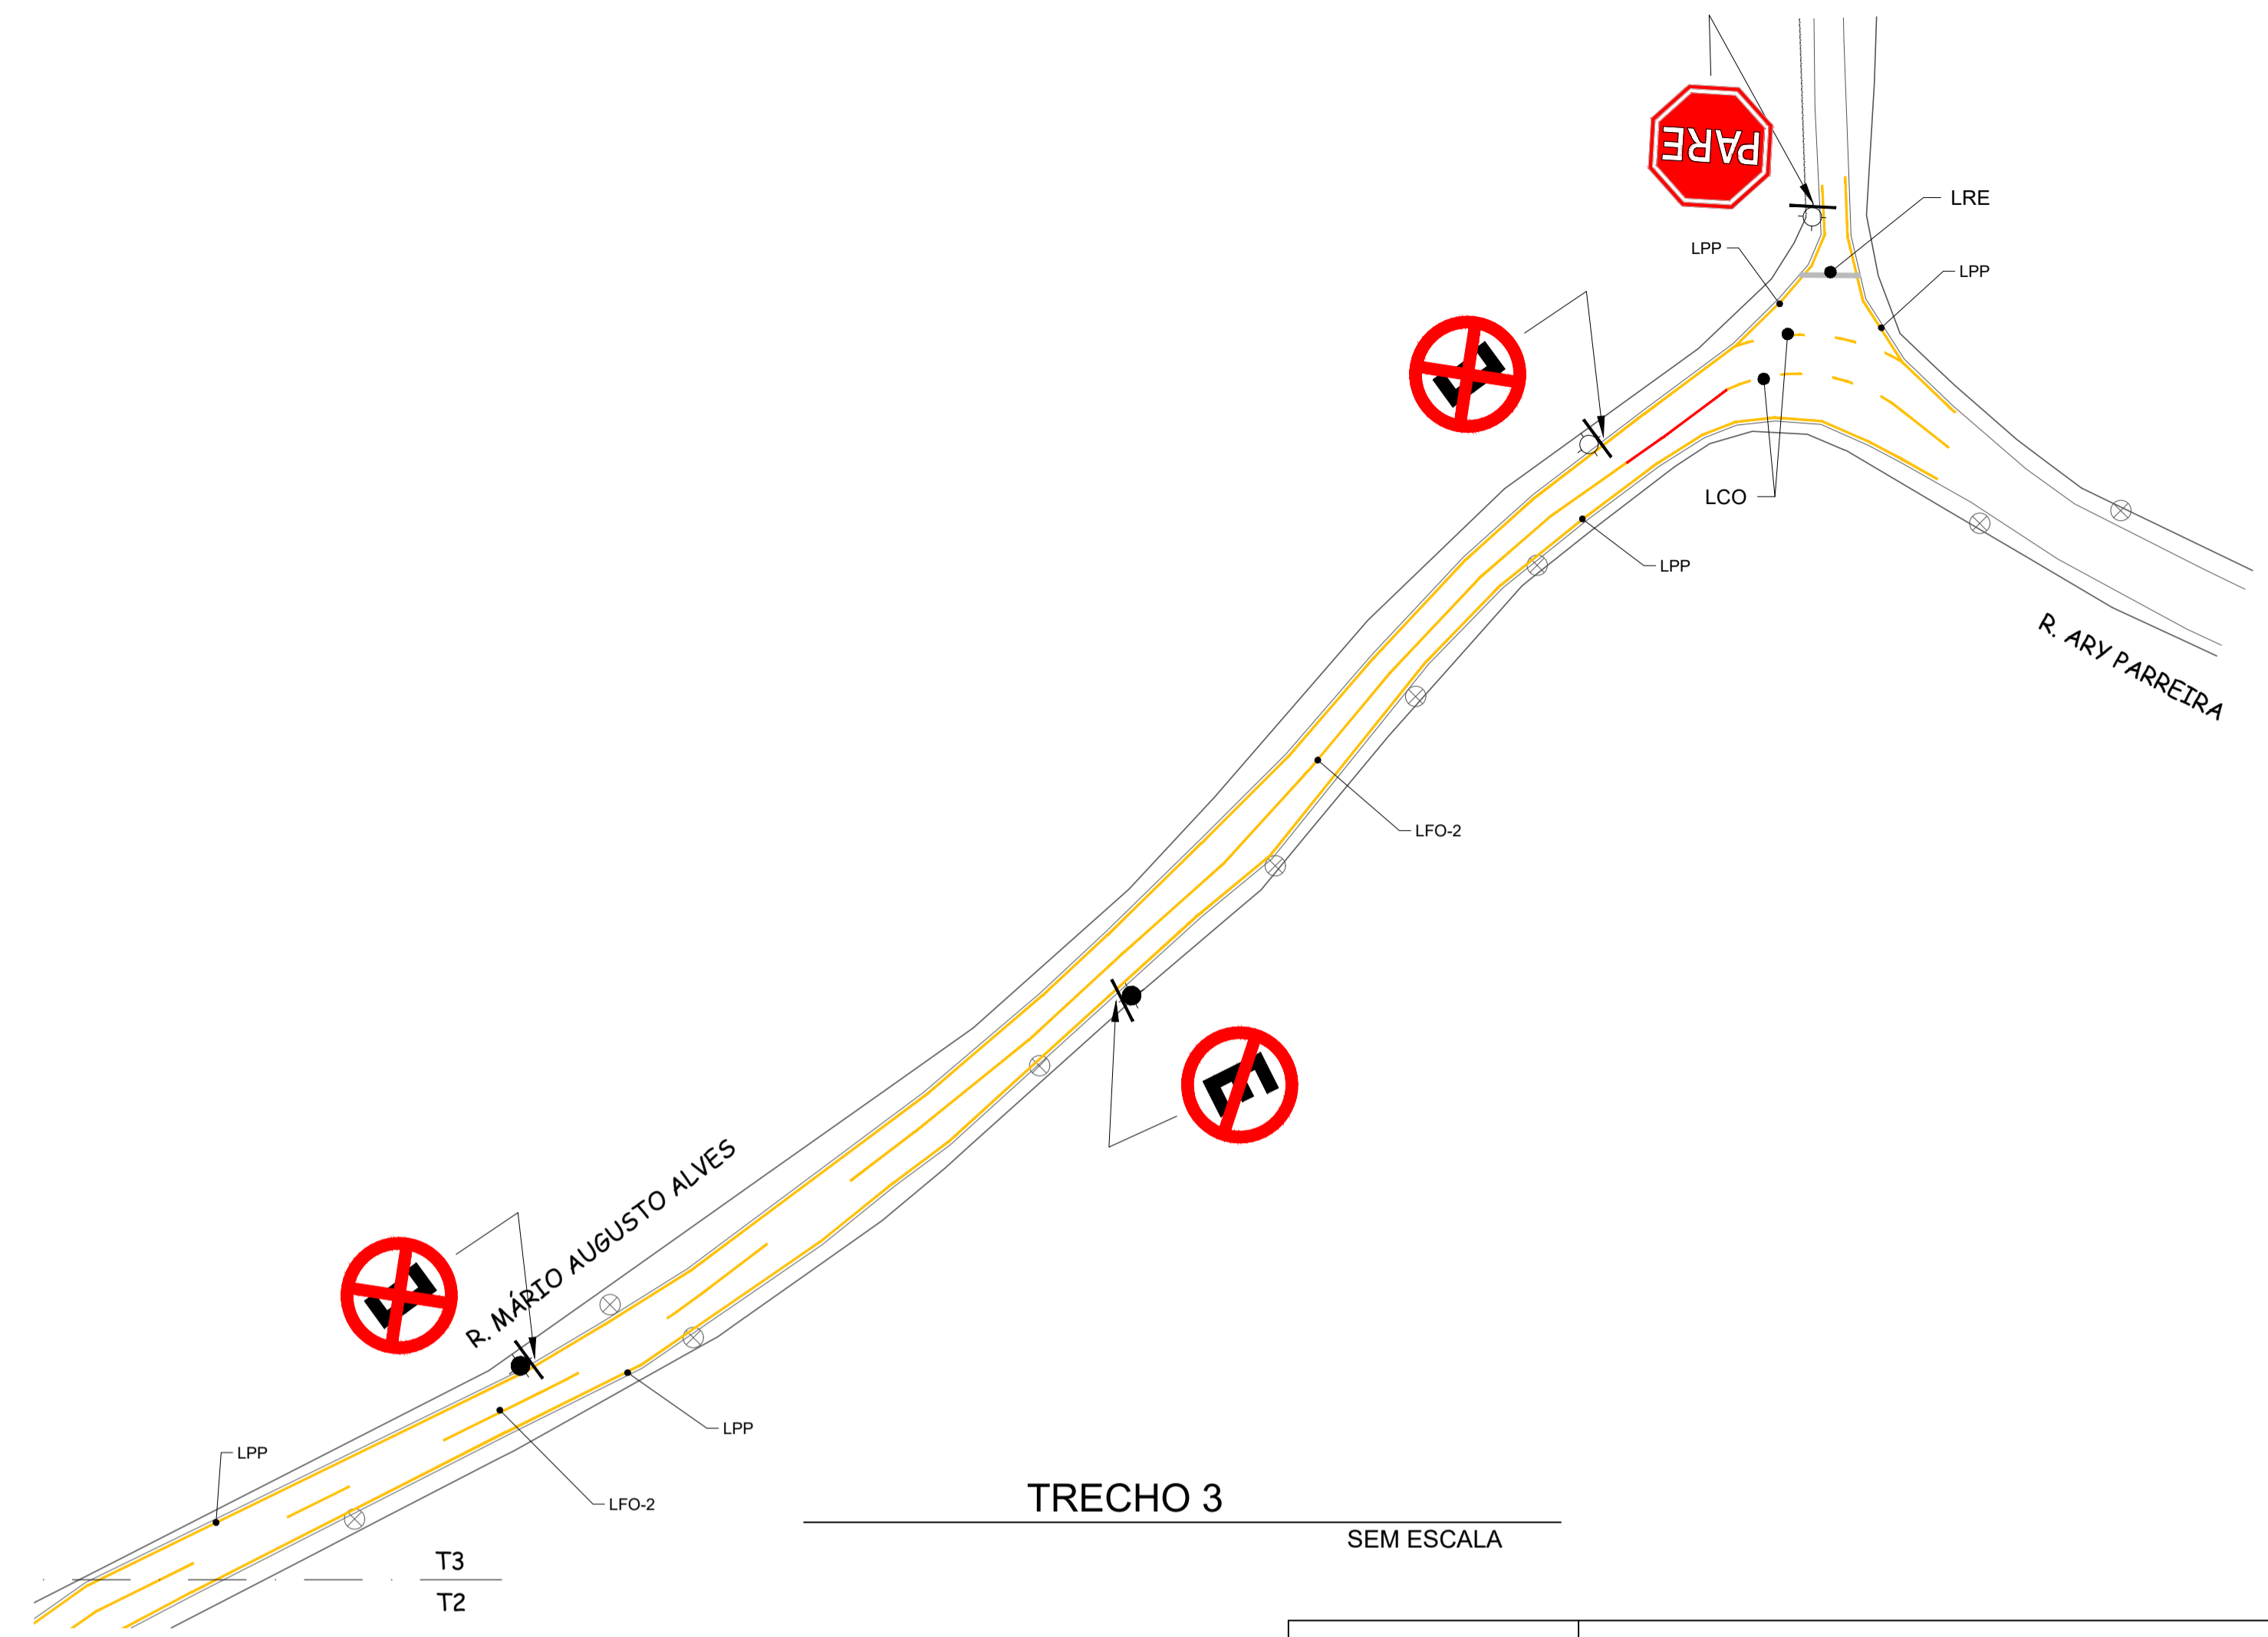 PARE
LRE
LPP
LPP
LCO
LPP
R. ARY PARREIRA
LFO-2
E
R. MÁRIO AUGUSTO ALVES
E
E
LPP
LPP
LFO-2
TRECHO 3
SEM ESCALA
T3
T2